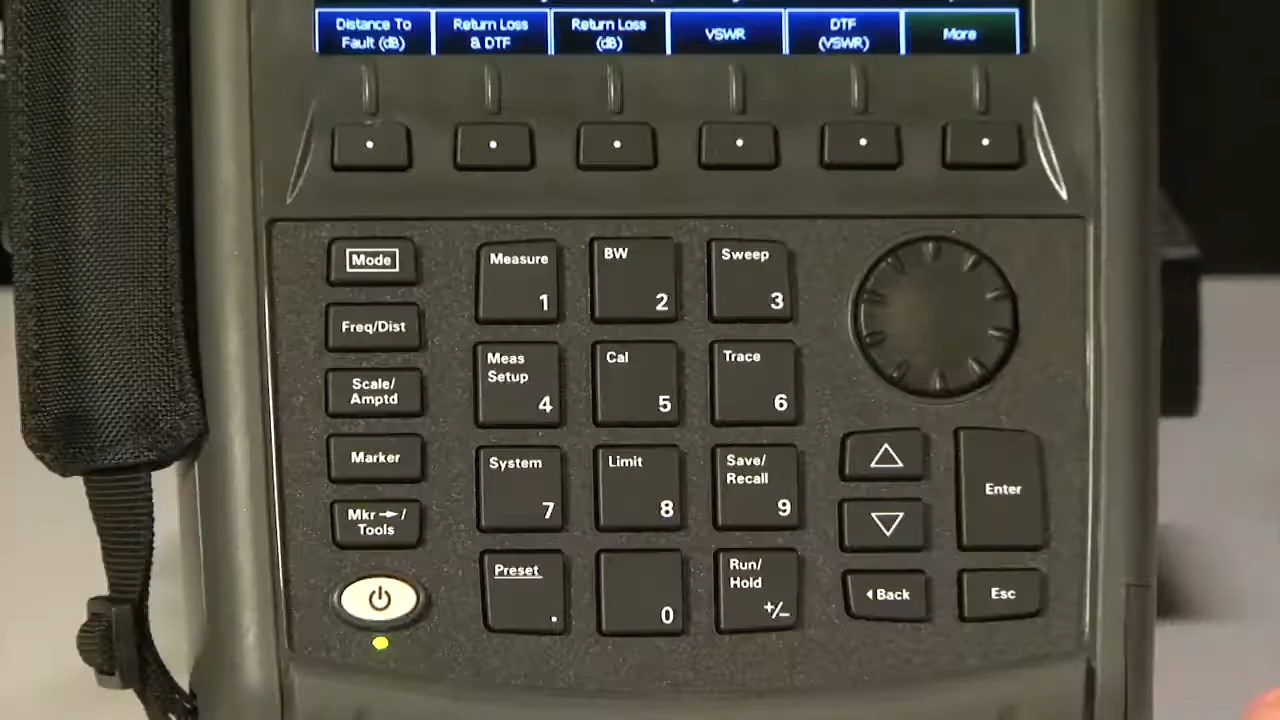 Distance To
Fault (dB)
Return Loss
& DTF
Return Loss
(dB)
VSWR
DTF
(VSWR)
More
Mode
Measure
1
BW
2
Sweep
3
Freq/Dist
Scale/
Amptd
Meas
Setup
4
Cal
5
Trace
6
Marker
System
7
Limit
8
Save/
Recall
9
Enter
Mkr→/
Tools
Preset
.
0
Run/
Hold
+/−
Back
Esc